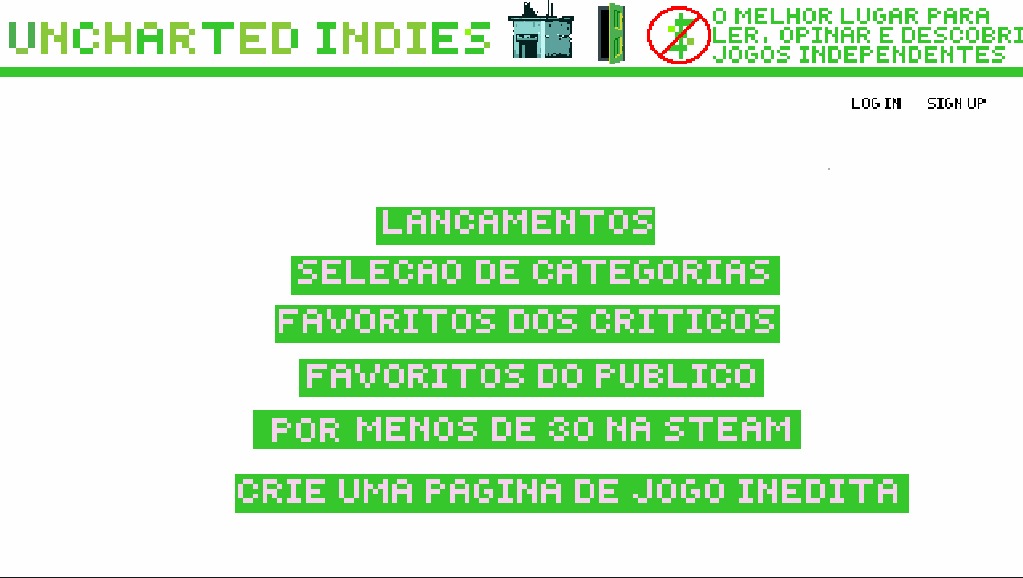 UNCHARTED INDIES
O MELHOR LUGAR PARA
LER, OPINAR E DESCOBRI
JOGOS INDEPENDENTES
LOG IN SIGN UP
LANCAMENTOS
SELECAO DE CATEGORIAS
FAVORITOS DOS CRITICOS
FAVORITOS DO PUBLICO
POR MENOS DE 30 NA STEAM
CRIE UMA PAGINA DE JOGO INEDITA